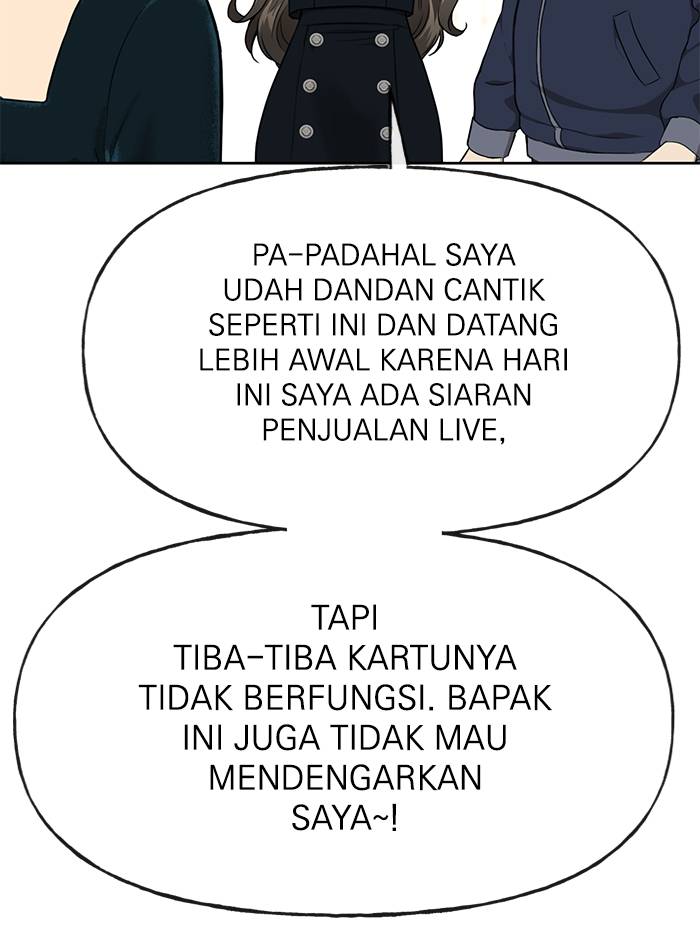 PA-PADAHAL SAYA
UDAH DANDAN CANTIK
SEPERTI INI DAN DATANG
LEBIH AWAL KARENA HARI
INI SAYA ADA SIARAN
PENJUALAN LIVE,
TAPI
TIBA-TIBA KARTUNYA
TIDAK BERFUNGSI. BAPAK
INI JUGA TIDAK MAU
MENDENGARKAN
SAYA~!